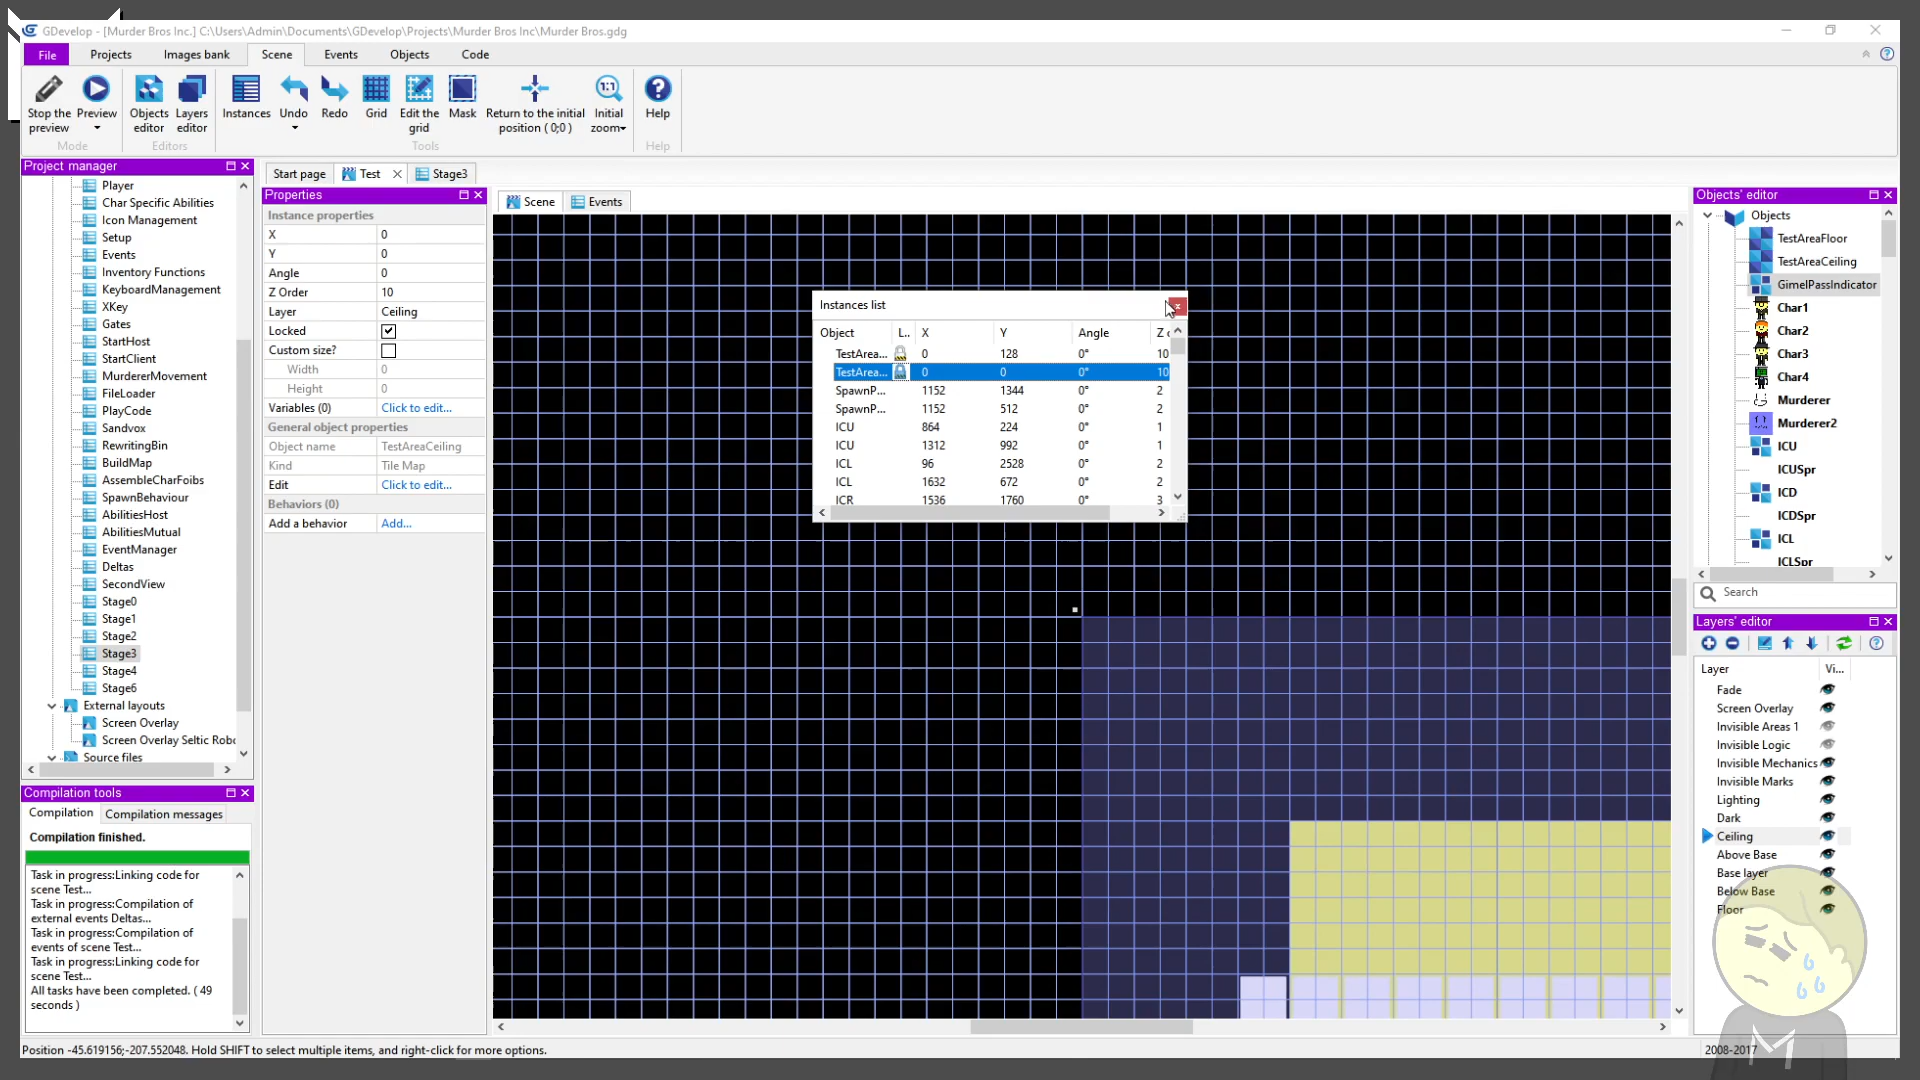 GDevelop - [Murder Bros Inc.] C:\Users\Admin\Documents\GDevelop\Projects\Murder Bros Inc\Murder Bros.gdg
File Projects Images bank Scene Events Objects Code
Stop the preview Preview Objects editor Layers editor Instances Undo Redo Grid Edit the grid Mask Return to the initial position ( 0;0 ) Initial zoom Help
Mode Editors Tools Help
Project manager
Player
Char Specific Abilities
Icon Management
Setup
Events
Inventory Functions
KeyboardManagement
XKey
Gates
StartHost
StartClient
MurdererMovement
FileLoader
PlayCode
Sandvox
RewritingBin
BuildMap
AssembleCharFoibs
SpawnBehaviour
AbilitiesHost
AbilitiesMutual
EventManager
Deltas
SecondView
Stage0
Stage1
Stage2
Stage3
Stage4
Stage6
External layouts
Screen Overlay
Screen Overlay Seltic Robo
Source files
Compilation tools
Compilation Compilation messages
Compilation finished.
Task in progress:Linking code for
scene Test...
Task in progress:Compilation of
external events Deltas...
Task in progress:Compilation of
events of scene Test...
Task in progress:Linking code for
scene Test...
All tasks have been completed. ( 49
seconds )
Start page Test Stage3
Properties
Instance properties
X 0
Y 0
Angle 0
Z Order 10
Layer Ceiling
Locked
Custom size?
Width 0
Height 0
Variables (0) Click to edit...
General object properties
Object name TestAreaCeiling
Kind Tile Map
Edit Click to edit...
Behaviors (0)
Add a behavior Add...
Scene Events
Instances list
Object L.. X Y Angle Z
TestArea... 0 128 0° 10
TestArea... 0 0 0° 10
SpawnP... 1152 1344 0° 2
SpawnP... 1152 512 0° 2
ICU 864 224 0° 1
ICU 1312 992 0° 1
ICL 96 2528 0° 2
ICL 1632 672 0° 2
ICR 1536 1760 0° 3
Objects' editor
Objects
TestAreaFloor
TestAreaCeiling
GimelPassIndicator
Char1
Char2
Char3
Char4
Murderer
Murderer2
ICU
ICUSpr
ICD
ICDSpr
ICL
ICLSpr
Search
Layers' editor
Layer Vi...
Fade
Screen Overlay
Invisible Areas 1
Invisible Logic
Invisible Mechanics
Invisible Marks
Lighting
Dark
Ceiling
Above Base
Base layer
Below Base
Floor
Position -45.619156;-207.552048. Hold SHIFT to select multiple items, and right-click for more options.
2008-2017